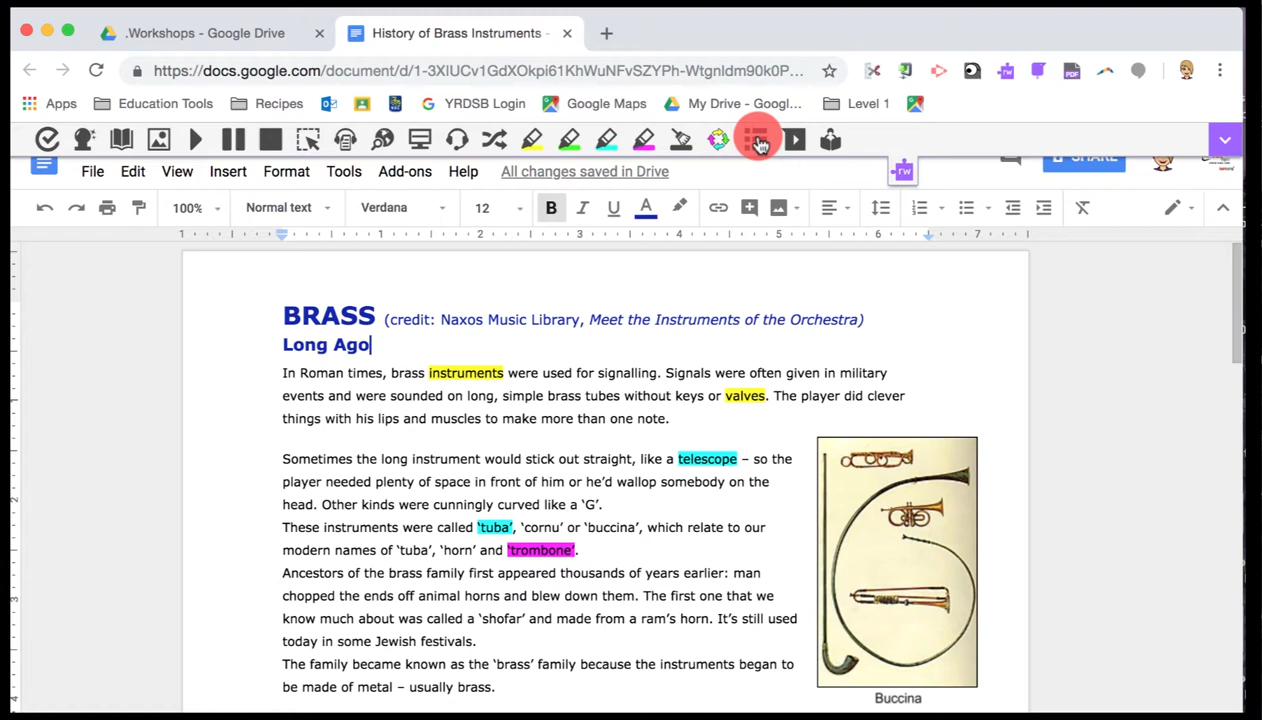 .Workshops - Google Drive
History of Brass Instruments -
https://docs.google.com/document/d/1-3XIUCv1GdXOkpi61KhWuNFvSZYPh-Wtgnldm90k0P...
Apps Education Tools Recipes YRDSB Login Google Maps My Drive - Googl... Level 1
PDF
rw
File Edit View Insert Format Tools Add-ons Help All changes saved in Drive
SHARE
100% Normal text Verdana 12 B I U A
1 1 2 3 4 5 6 7
BRASS (credit: Naxos Music Library, Meet the Instruments of the Orchestra)
Long Ago
In Roman times, brass instruments were used for signalling. Signals were often given in military
events and were sounded on long, simple brass tubes without keys or valves. The player did clever
things with his lips and muscles to make more than one note.
Sometimes the long instrument would stick out straight, like a telescope – so the
player needed plenty of space in front of him or he’d wallop somebody on the
head. Other kinds were cunningly curved like a ‘G’.
These instruments were called ‘tuba’, ‘cornu’ or ‘buccina’, which relate to our
modern names of ‘tuba’, ‘horn’ and ‘trombone’.
Ancestors of the brass family first appeared thousands of years earlier: man
chopped the ends off animal horns and blew down them. The first one that we
know much about was called a ‘shofar’ and made from a ram’s horn. It’s still used
today in some Jewish festivals.
The family became known as the ‘brass’ family because the instruments began to
be made of metal – usually brass.
Buccina